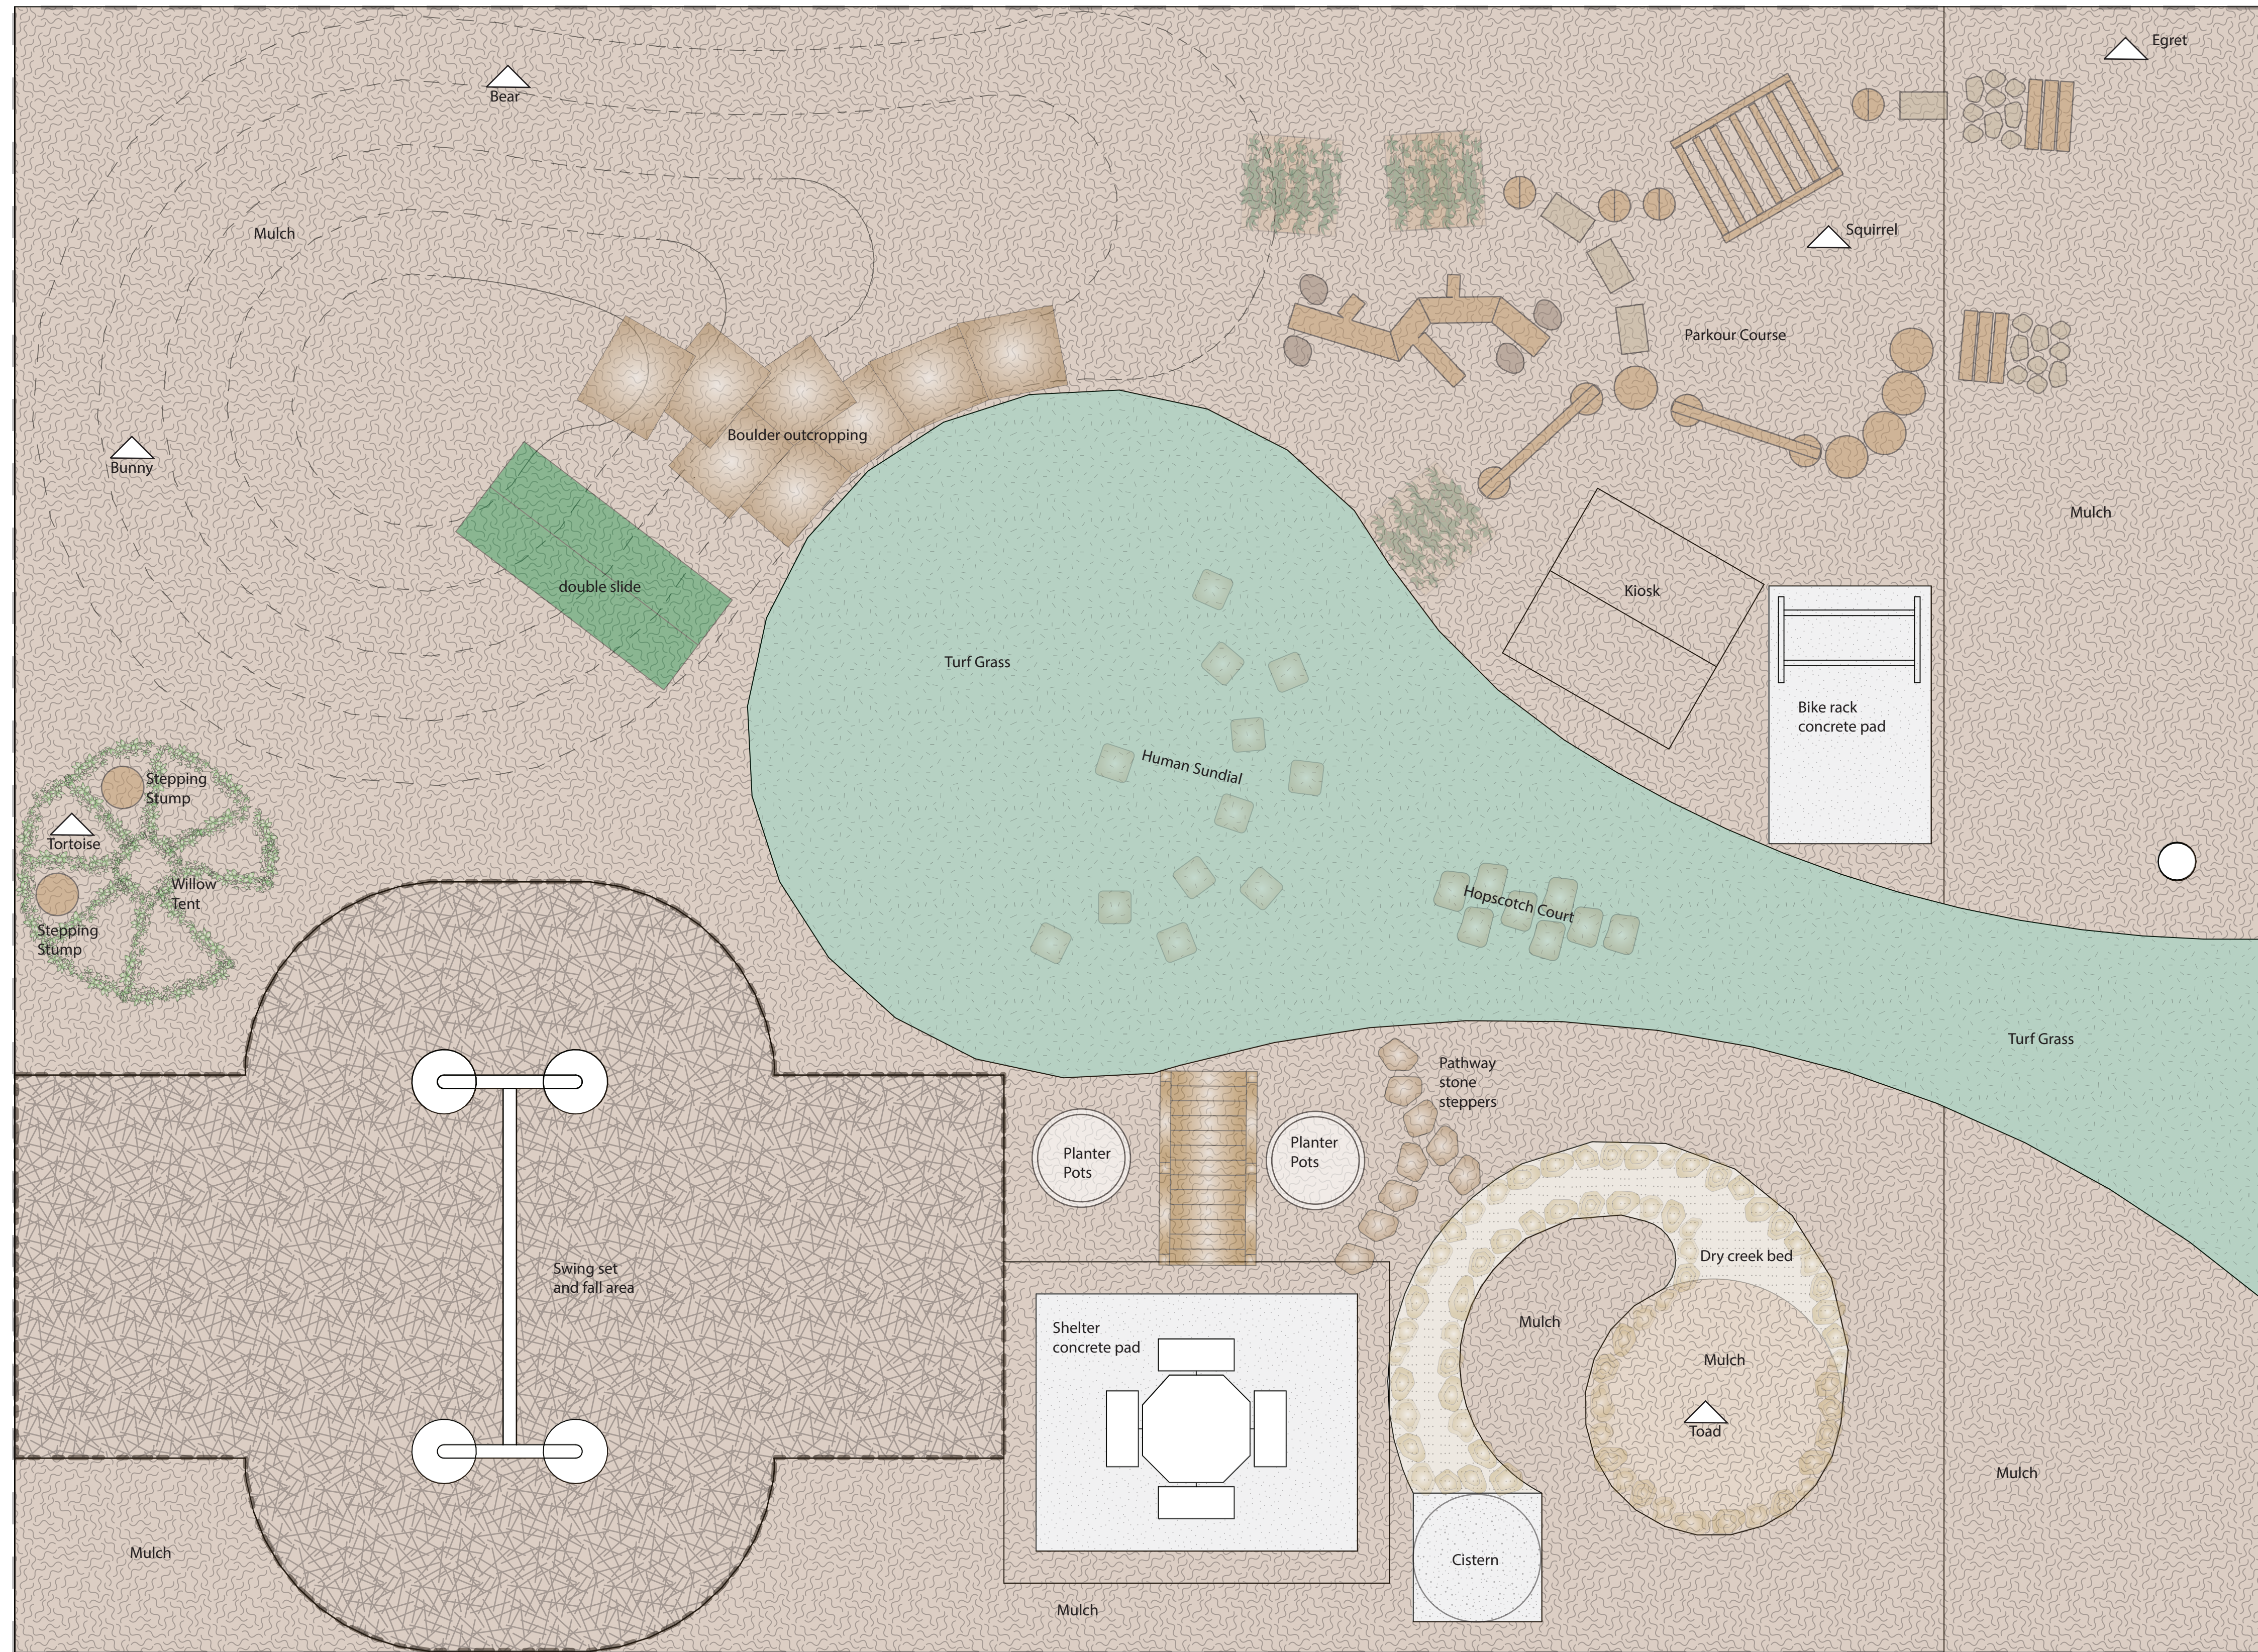 Egret
Bear
Squirrel
Mulch
Parkour Course
Boulder outcropping
Bunny
Mulch
double slide
Kiosk
Turf Grass
Bike rack
concrete pad
Human Sundial
Stepping
Stump
Tortoise
Willow
Tent
Hopscotch Court
Stepping
Stump
Turf Grass
Pathway
stone
steppers
Planter
Pots
Planter
Pots
Dry creek bed
Swing set
and fall area
Shelter
concrete pad
Mulch
Mulch
Toad
Mulch
Mulch
Cistern
Mulch